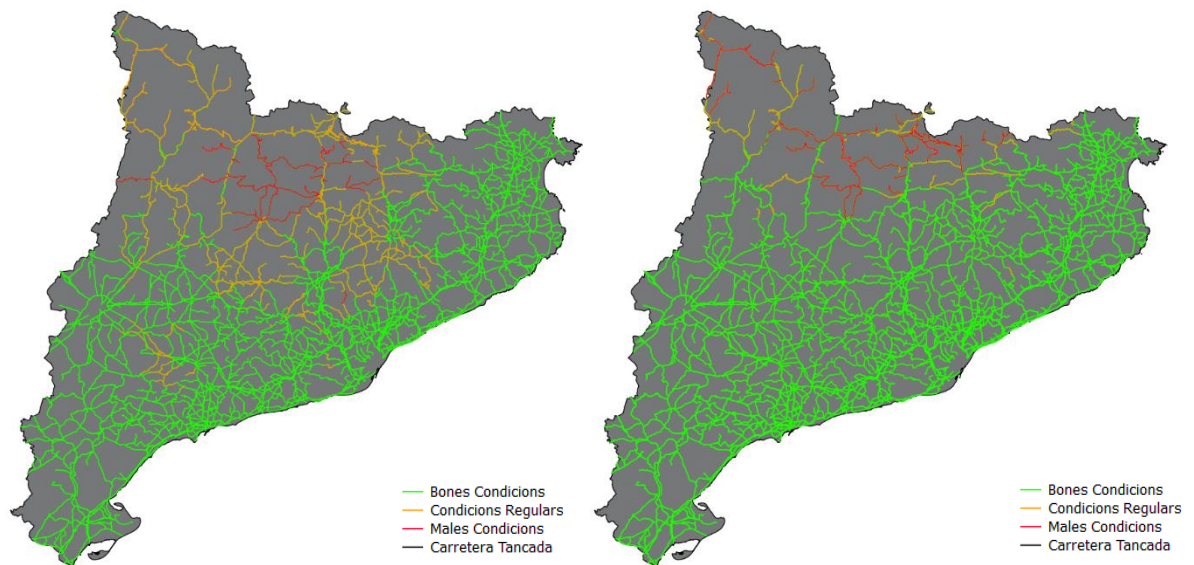 Bones Condicions
Condicions Regulars
Males Condicions
Carretera Tancada
Bones Condicions
Condicions Regulars
Males Condicions
Carretera Tancada